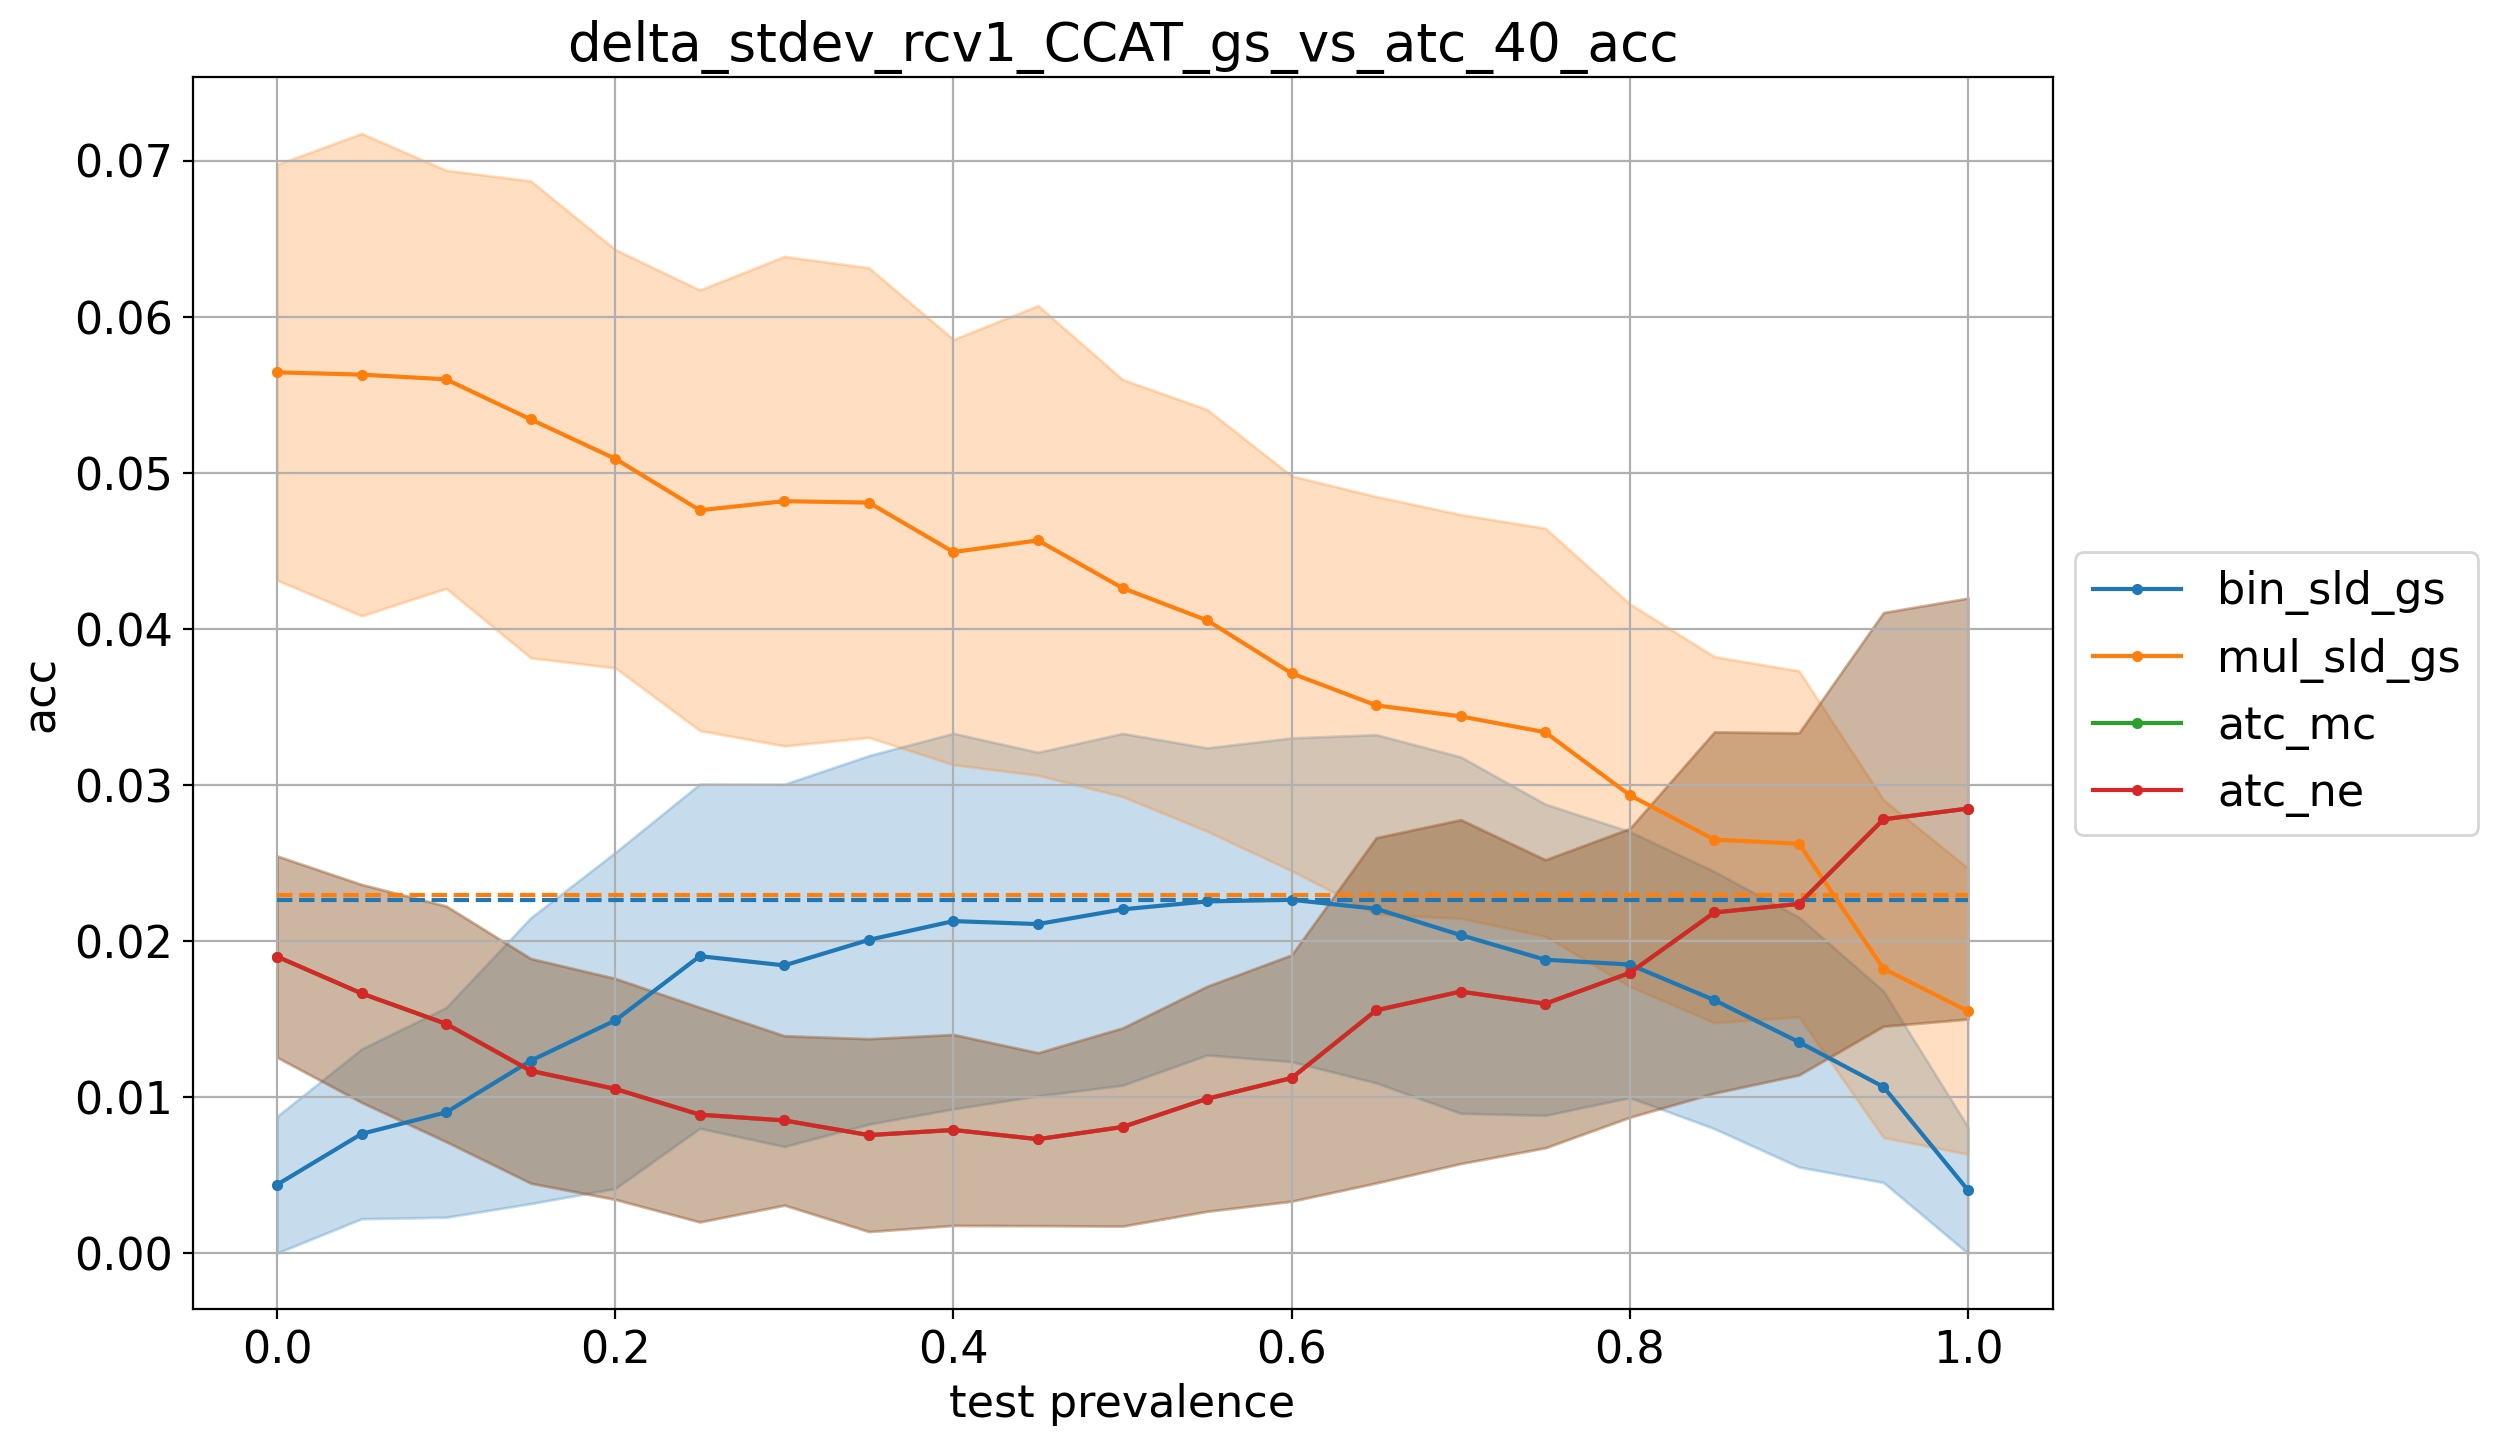 delta_stdev_rcv1_CCAT_gs_vs_atc_40_acc
0.07
0.06
0.05
0.04
0.03
0.02
0.01
0.00
acc
0.0 0.2 0.4 0.6 0.8 1.0
test prevalence
bin_sld_gs
mul_sld_gs
atc_mc
atc_ne